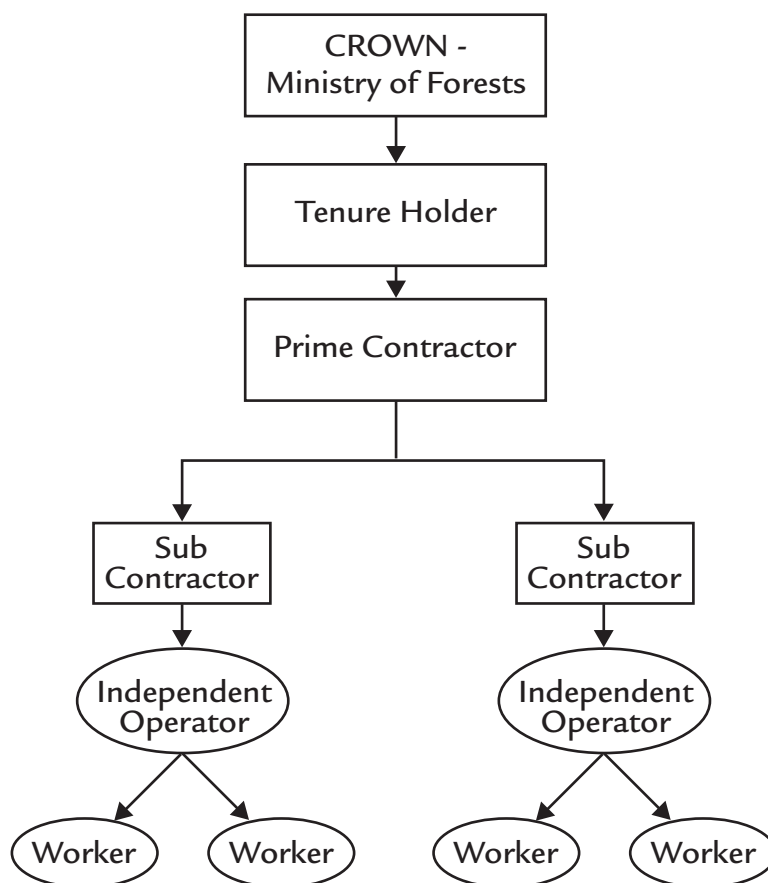 CROWN -
Ministry of Forests
Tenure Holder
Prime Contractor
Sub
Contractor
Sub
Contractor
Independent
Operator
Independent
Operator
Worker
Worker
Worker
Worker